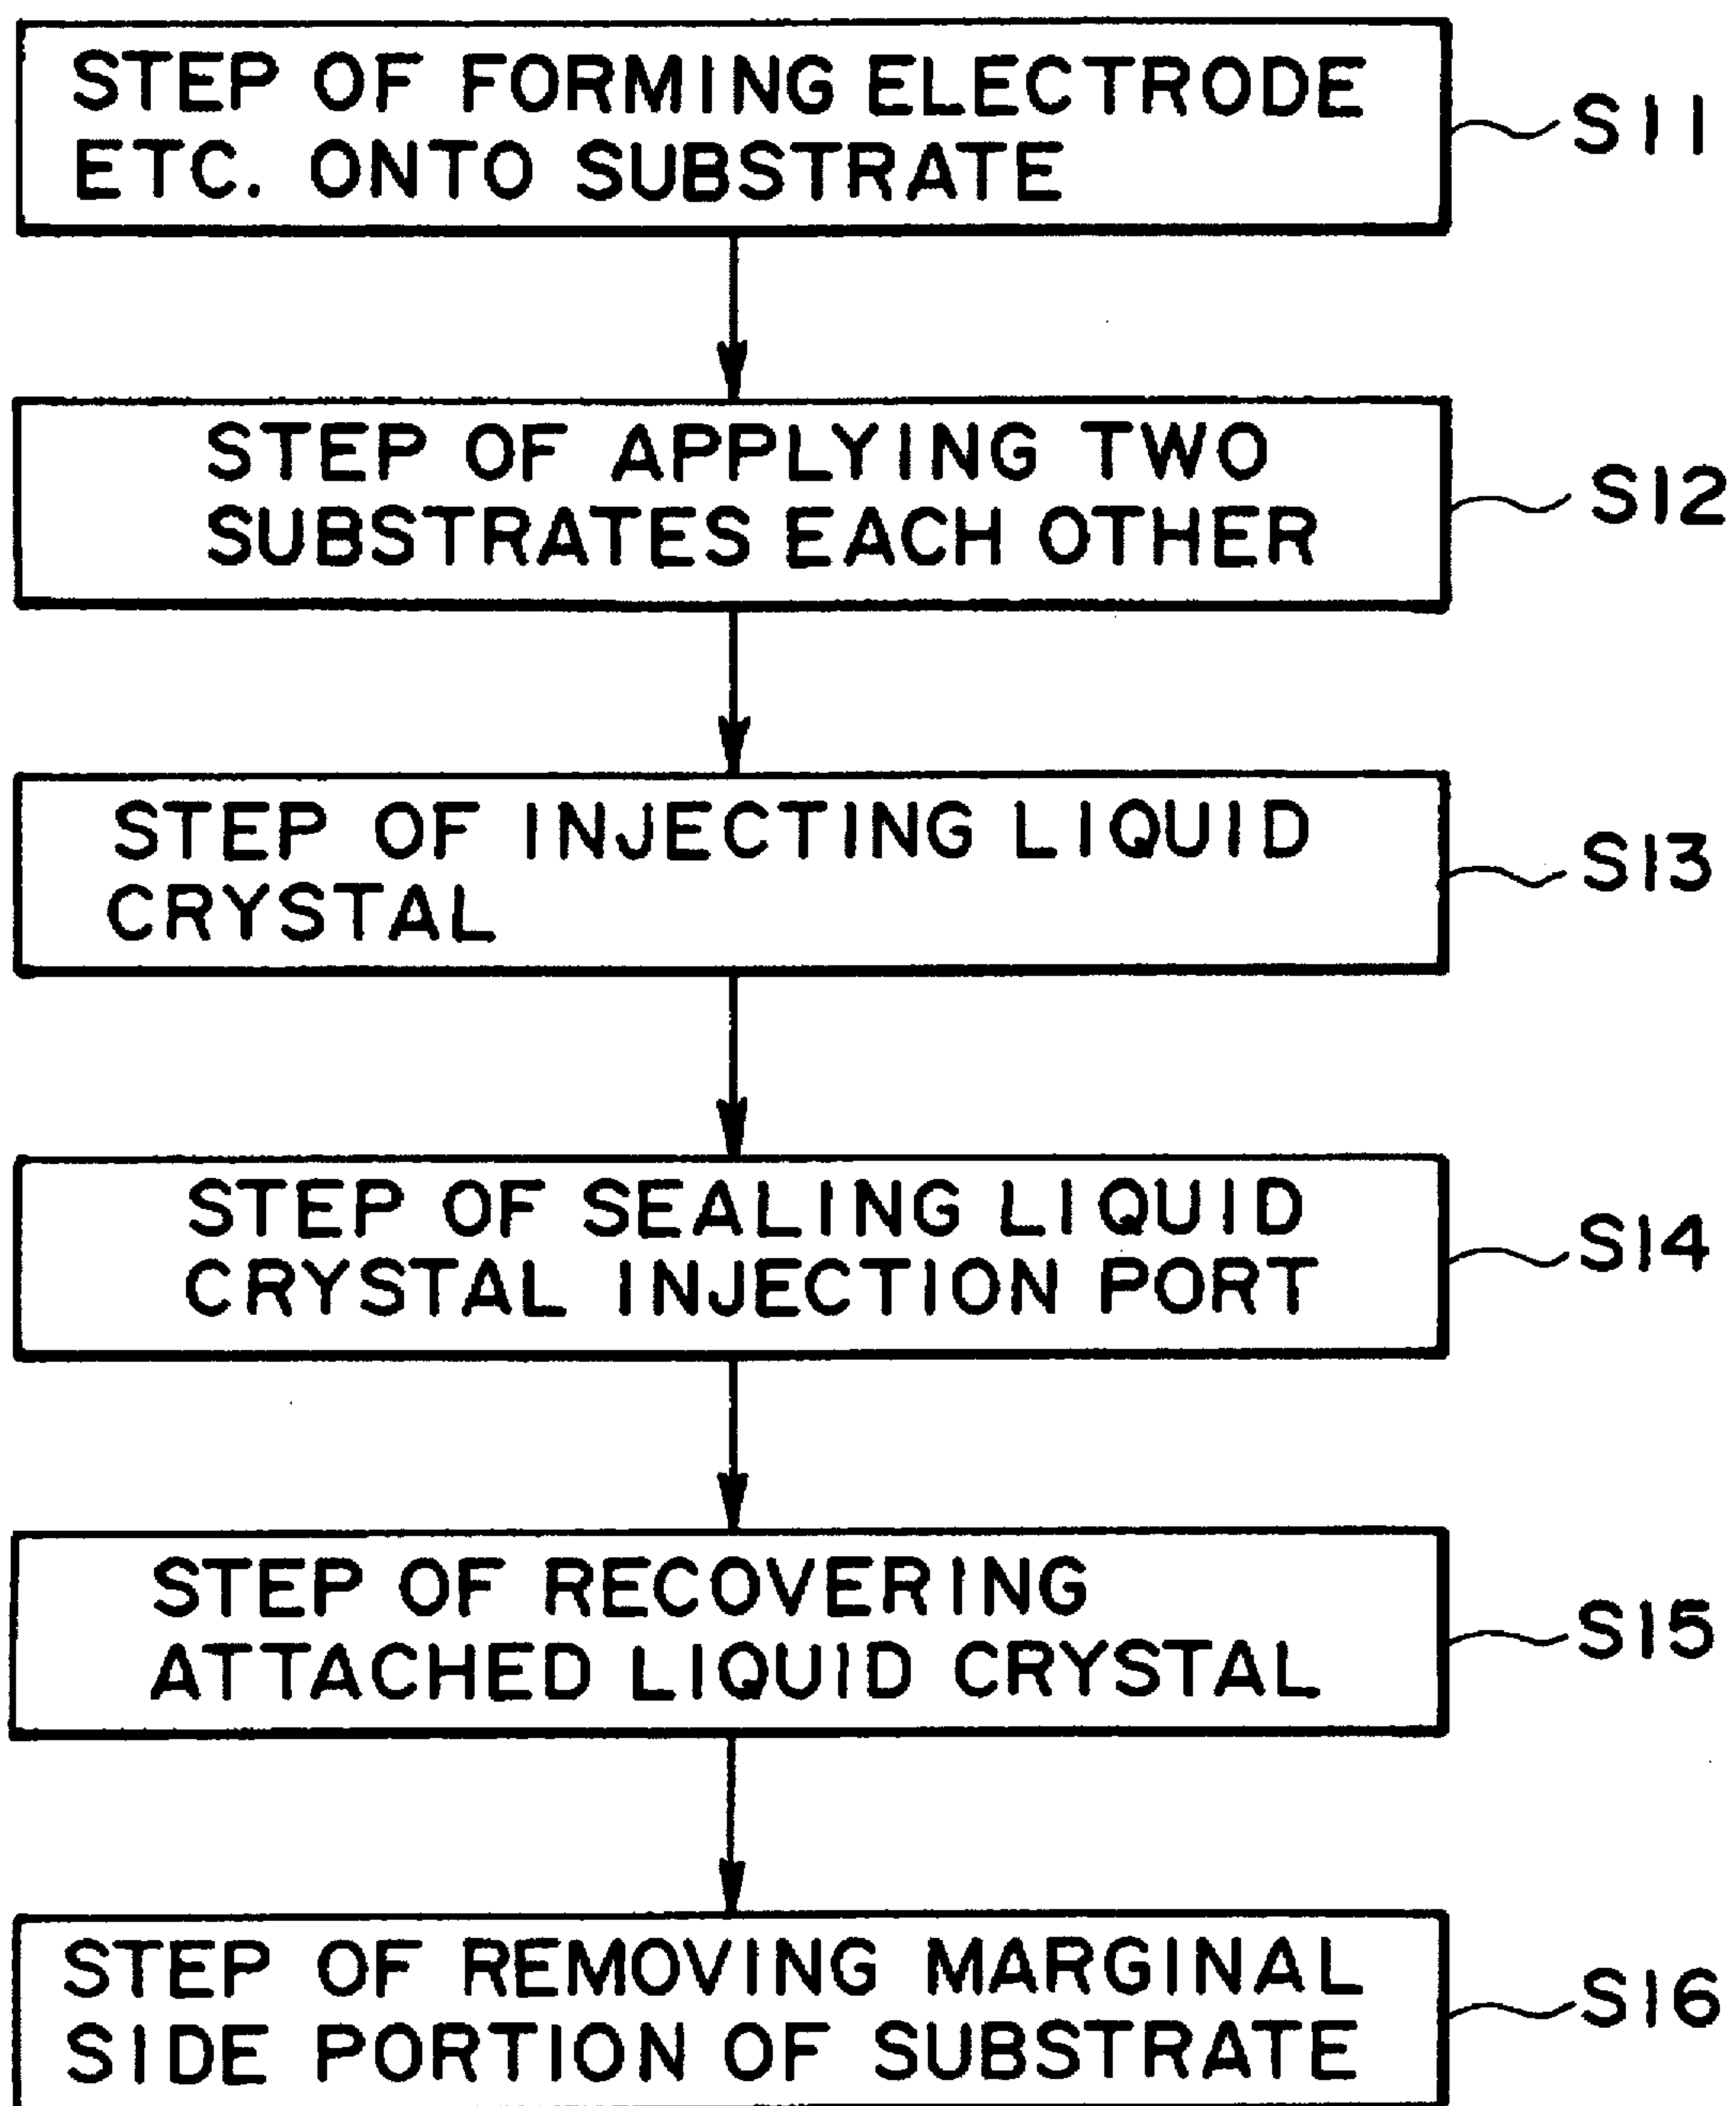 STEP OF FORMING ELECTRODE
ETC. ONTO SUBSTRATE
S11
STEP OF APPLYING TWO
SUBSTRATES EACH OTHER
S12
STEP OF INJECTING LIQUID
CRYSTAL
S13
STEP OF SEALING LIQUID
CRYSTAL INJECTION PORT
S14
STEP OF RECOVERING
ATTACHED LIQUID CRYSTAL
S15
STEP OF REMOVING MARGINAL
SIDE PORTION OF SUBSTRATE
S16